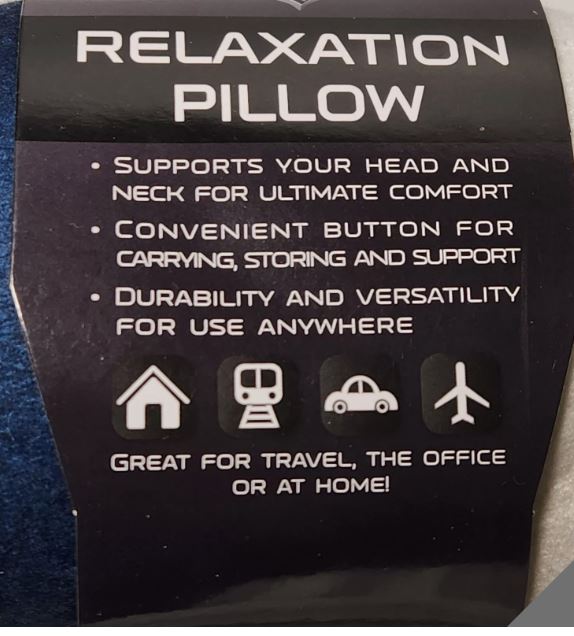 RELAXATION
PILLOW
• SUPPORTS YOUR HEAD AND
NECK FOR ULTIMATE COMFORT
• CONVENIENT BUTTON FOR
CARRYING, STORING AND SUPPORT
• DURABILITY AND VERSATILITY
FOR USE ANYWHERE
GREAT FOR TRAVEL, THE OFFICE
OR AT HOME!